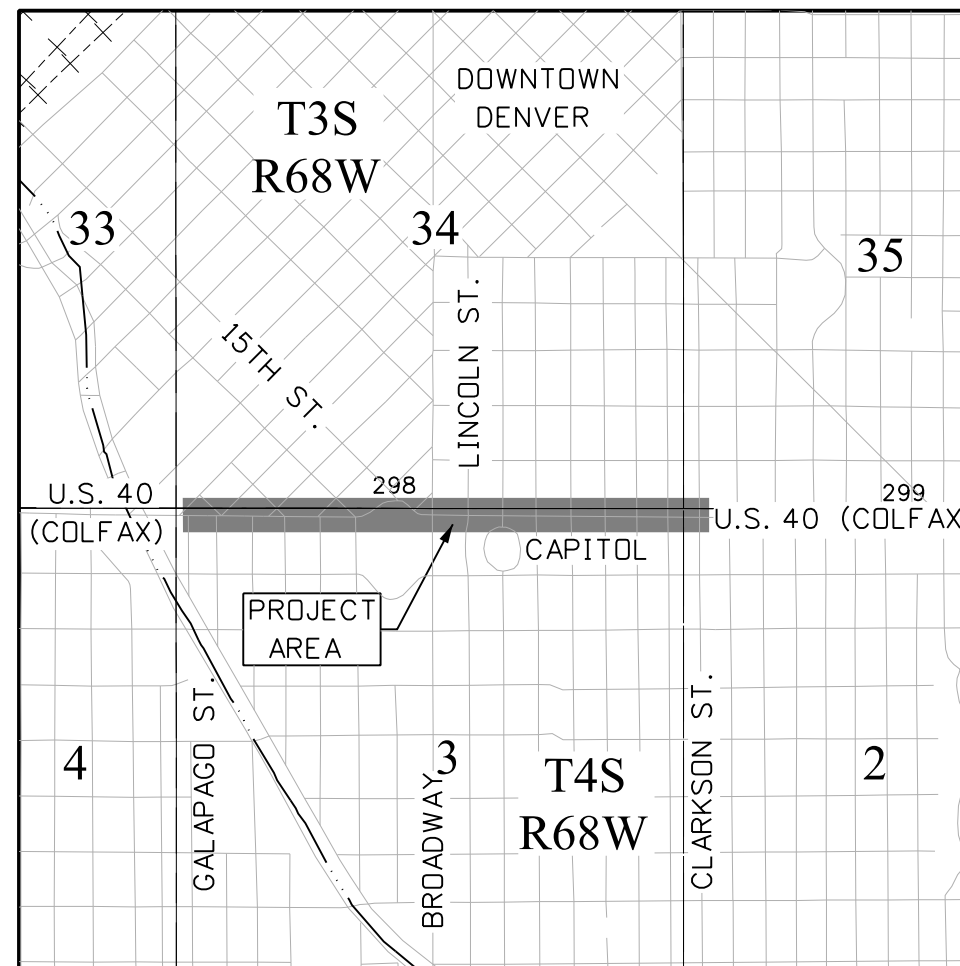 DOWNTOWN
DENVER
T3S
R68W
33
34
35
15TH ST.
LINCOLN ST.
298
299
U.S. 40
(COLFAX)
U.S. 40 (COLFAX
CAPITOL
PROJECT
AREA
GALAPAGO ST.
BROADWAY
CLARKSON ST.
4
3
T4S
R68W
2